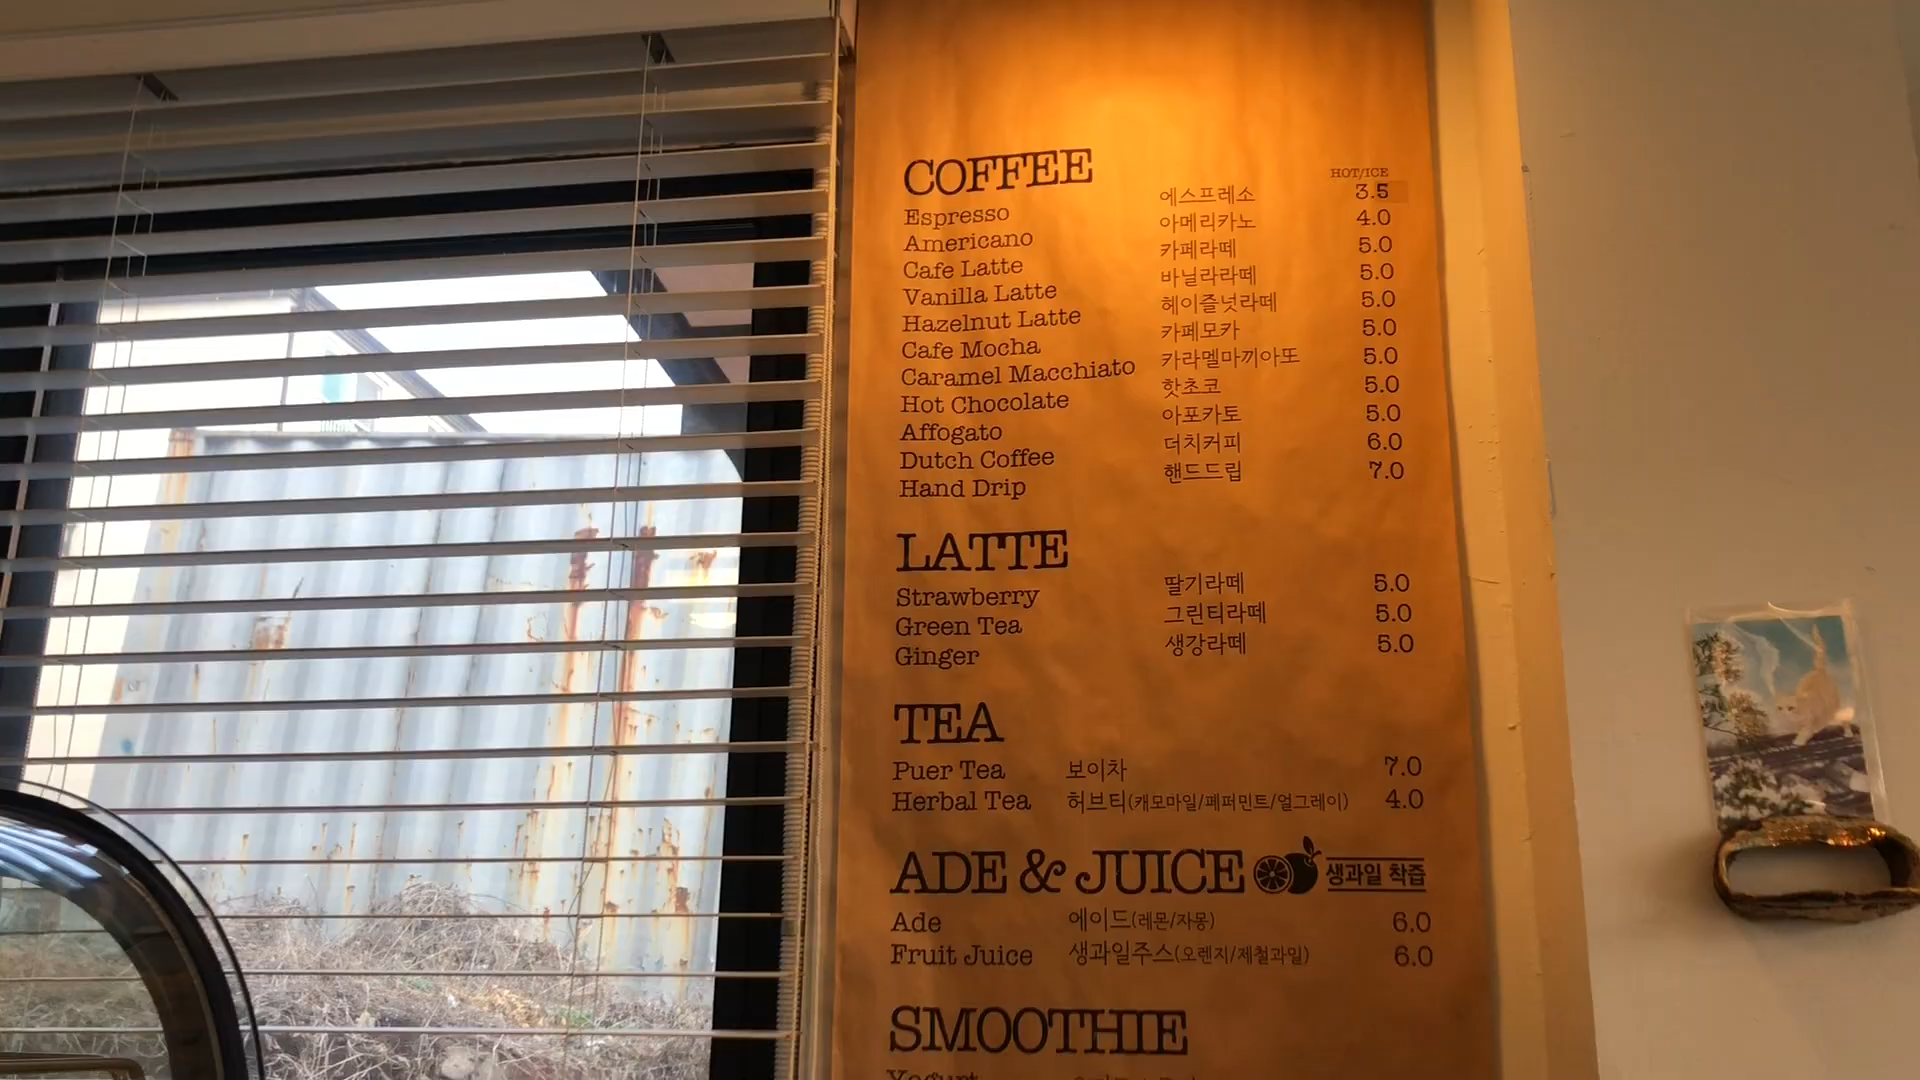 COFFEE HOT/ICE
Espresso 에스프레소 3.5
Americano 아메리카노 4.0
Cafe Latte 카페라떼 5.0
Vanilla Latte 바닐라라떼 5.0
Hazelnut Latte 헤이즐넛라떼 5.0
Cafe Mocha 카페모카 5.0
Caramel Macchiato 카라멜마끼아또 5.0
Hot Chocolate 핫초코 5.0
Affogato 아포카토 5.0
Dutch Coffee 더치커피 6.0
Hand Drip 핸드드립 7.0
LATTE
Strawberry 딸기라떼 5.0
Green Tea 그린티라떼 5.0
Ginger 생강라떼 5.0
TEA
Puer Tea 보이차 7.0
Herbal Tea 허브티(캐모마일/페퍼민트/얼그레이) 4.0
ADE & JUICE 생과일 착즙
Ade 에이드(레몬/자몽) 6.0
Fruit Juice 생과일주스(오렌지/제철과일) 6.0
SMOOTHIE
Yogurt